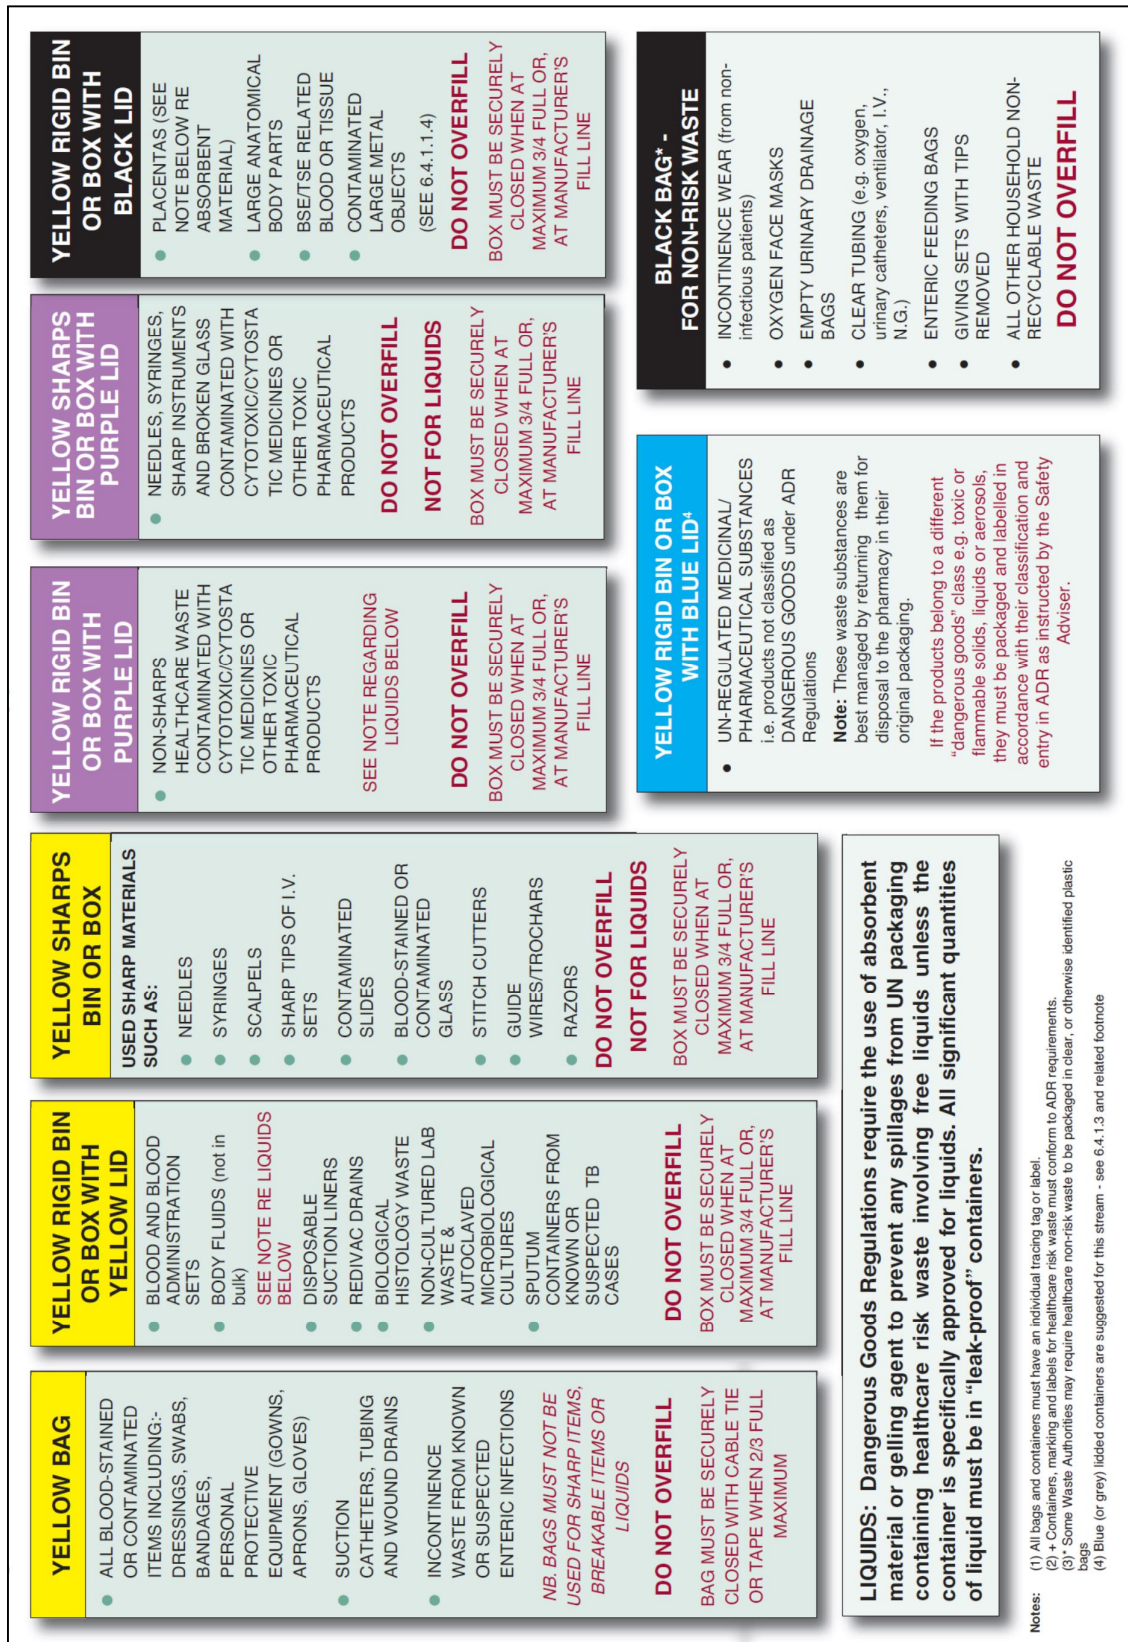 YELLOW BAG
● ALL BLOOD-STAINED
OR CONTAMINATED
ITEMS INCLUDING:-
DRESSINGS, SWABS,
BANDAGES,
PERSONAL
PROTECTIVE
EQUIPMENT (GOWNS,
APRONS, GLOVES)
● SUCTION
CATHETERS, TUBING
AND WOUND DRAINS
● INCONTINENCE
WASTE FROM KNOWN
OR SUSPECTED
ENTERIC INFECTIONS
NB. BAGS MUST NOT BE
USED FOR SHARP ITEMS,
BREAKABLE ITEMS OR
LIQUIDS
DO NOT OVERFILL
BAG MUST BE SECURELY
CLOSED WITH CABLE TIE
OR TAPE WHEN 2/3 FULL
MAXIMUM
YELLOW RIGID BIN
OR BOX WITH
YELLOW LID
● BLOOD AND BLOOD
ADMINISTRATION
SETS
● BODY FLUIDS (not in
bulk)
SEE NOTE RE LIQUIDS
BELOW
● DISPOSABLE
SUCTION LINERS
● REDIVAC DRAINS
● BIOLOGICAL
HISTOLOGY WASTE
● NON-CULTURED LAB
WASTE &
AUTOCLAVED
MICROBIOLOGICAL
CULTURES
● SPUTUM
CONTAINERS FROM
KNOWN OR
SUSPECTED TB
CASES
DO NOT OVERFILL
BOX MUST BE SECURELY
CLOSED WHEN AT
MAXIMUM 3/4 FULL OR,
AT MANUFACTURER'S
FILL LINE
YELLOW SHARPS
BIN OR BOX
USED SHARP MATERIALS
SUCH AS:
● NEEDLES
● SYRINGES
● SCALPELS
● SHARP TIPS OF I.V.
SETS
● CONTAMINATED
SLIDES
● BLOOD-STAINED OR
CONTAMINATED
GLASS
● STITCH CUTTERS
● GUIDE
WIRES/TROCHARS
● RAZORS
DO NOT OVERFILL
NOT FOR LIQUIDS
BOX MUST BE SECURELY
CLOSED WHEN AT
MAXIMUM 3/4 FULL OR,
AT MANUFACTURER'S
FILL LINE
YELLOW RIGID BIN
OR BOX WITH
PURPLE LID
● NON-SHARPS
HEALTHCARE WASTE
CONTAMINATED WITH
CYTOTOXIC/CYTOSTA
TIC MEDICINES OR
OTHER TOXIC
PHARMACEUTICAL
PRODUCTS
SEE NOTE REGARDING
LIQUIDS BELOW
DO NOT OVERFILL
BOX MUST BE SECURELY
CLOSED WHEN AT
MAXIMUM 3/4 FULL OR,
AT MANUFACTURER'S
FILL LINE
YELLOW SHARPS
BIN OR BOX WITH
PURPLE LID
● NEEDLES, SYRINGES,
SHARP INSTRUMENTS
AND BROKEN GLASS
CONTAMINATED WITH
CYTOTOXIC/CYTOSTA
TIC MEDICINES OR
OTHER TOXIC
PHARMACEUTICAL
PRODUCTS
DO NOT OVERFILL
NOT FOR LIQUIDS
BOX MUST BE SECURELY
CLOSED WHEN AT
MAXIMUM 3/4 FULL OR,
AT MANUFACTURER'S
FILL LINE
YELLOW RIGID BIN
OR BOX WITH
BLACK LID
● PLACENTAS (SEE
NOTE BELOW RE
ABSORBENT
MATERIAL)
● LARGE ANATOMICAL
BODY PARTS
● BSE/TSE RELATED
BLOOD OR TISSUE
● CONTAMINATED
LARGE METAL
OBJECTS
(SEE 6.4.1.1.4)
DO NOT OVERFILL
BOX MUST BE SECURELY
CLOSED WHEN AT
MAXIMUM 3/4 FULL OR,
AT MANUFACTURER'S
FILL LINE
LIQUIDS: Dangerous Goods Regulations require the use of absorbent
material or gelling agent to prevent any spillages from UN packaging
containing healthcare risk waste involving free liquids unless the
container is specifically approved for liquids. All significant quantities
of liquid must be in "leak-proof" containers.
YELLOW RIGID BIN OR BOX
WITH BLUE LID4
● UN-REGULATED MEDICINAL/
PHARMACEUTICAL SUBSTANCES
i.e. products not classified as
DANGEROUS GOODS under ADR
Regulations
Note: These waste substances are
best managed by returning them for
disposal to the pharmacy in their
original packaging.
If the products belong to a different
"dangerous goods" class e.g. toxic or
flammable solids, liquids or aerosols,
they must be packaged and labelled in
accordance with their classification and
entry in ADR as instructed by the Safety
Adviser.
BLACK BAG* -
FOR NON-RISK WASTE
● INCONTINENCE WEAR (from non-
infectious patients)
● OXYGEN FACE MASKS
● EMPTY URINARY DRAINAGE
BAGS
● CLEAR TUBING (e.g. oxygen,
urinary catheters, ventilator, I.V.,
N.G.)
● ENTERIC FEEDING BAGS
● GIVING SETS WITH TIPS
REMOVED
● ALL OTHER HOUSEHOLD NON-
RECYCLABLE WASTE
DO NOT OVERFILL
Notes: (1) All bags and containers must have an individual tracing tag or label.
(2) + Containers, marking and labels for healthcare risk waste must conform to ADR requirements.
(3)* Some Waste Authorities may require healthcare non-risk waste to be packaged in clear, or otherwise identified plastic
bags
(4) Blue (or grey) lidded containers are suggested for this stream - see 6.4.1.3 and related footnote